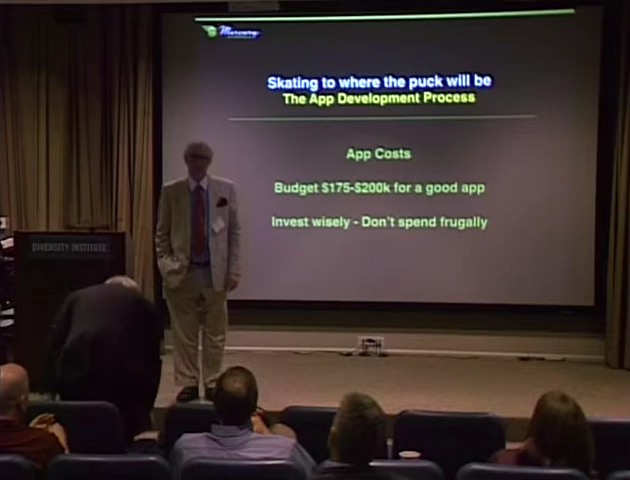 Mercury
Skating to where the puck will be
The App Development Process
App Costs
Budget $175-$200k for a good app
Invest wisely - Don't spend frugally
DIVERSITY INSTITUTE